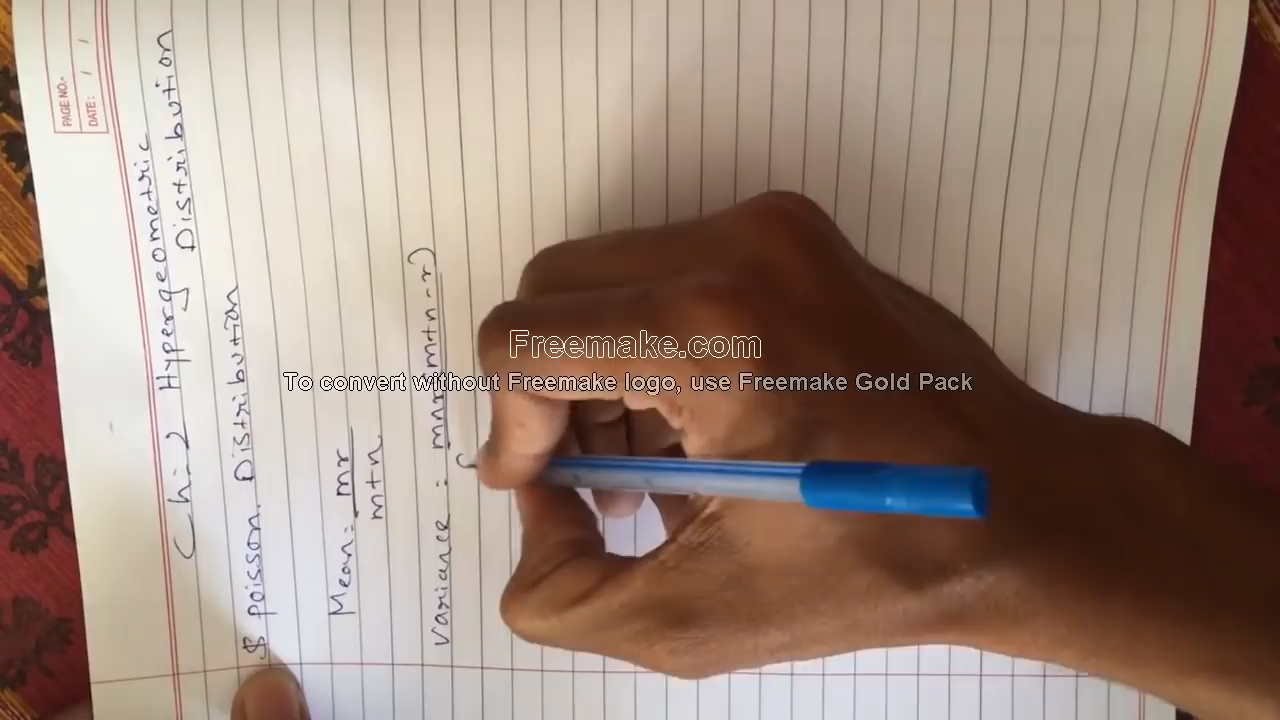 PAGE NO.-
DATE: / /
Ch-2 Hypergeometric
Distribution
$ poisson. Distribution
Mean: mr
m+n
Variance : mnr m+n-r)
Freemake.com
To convert without Freemake logo, use Freemake Gold Pack